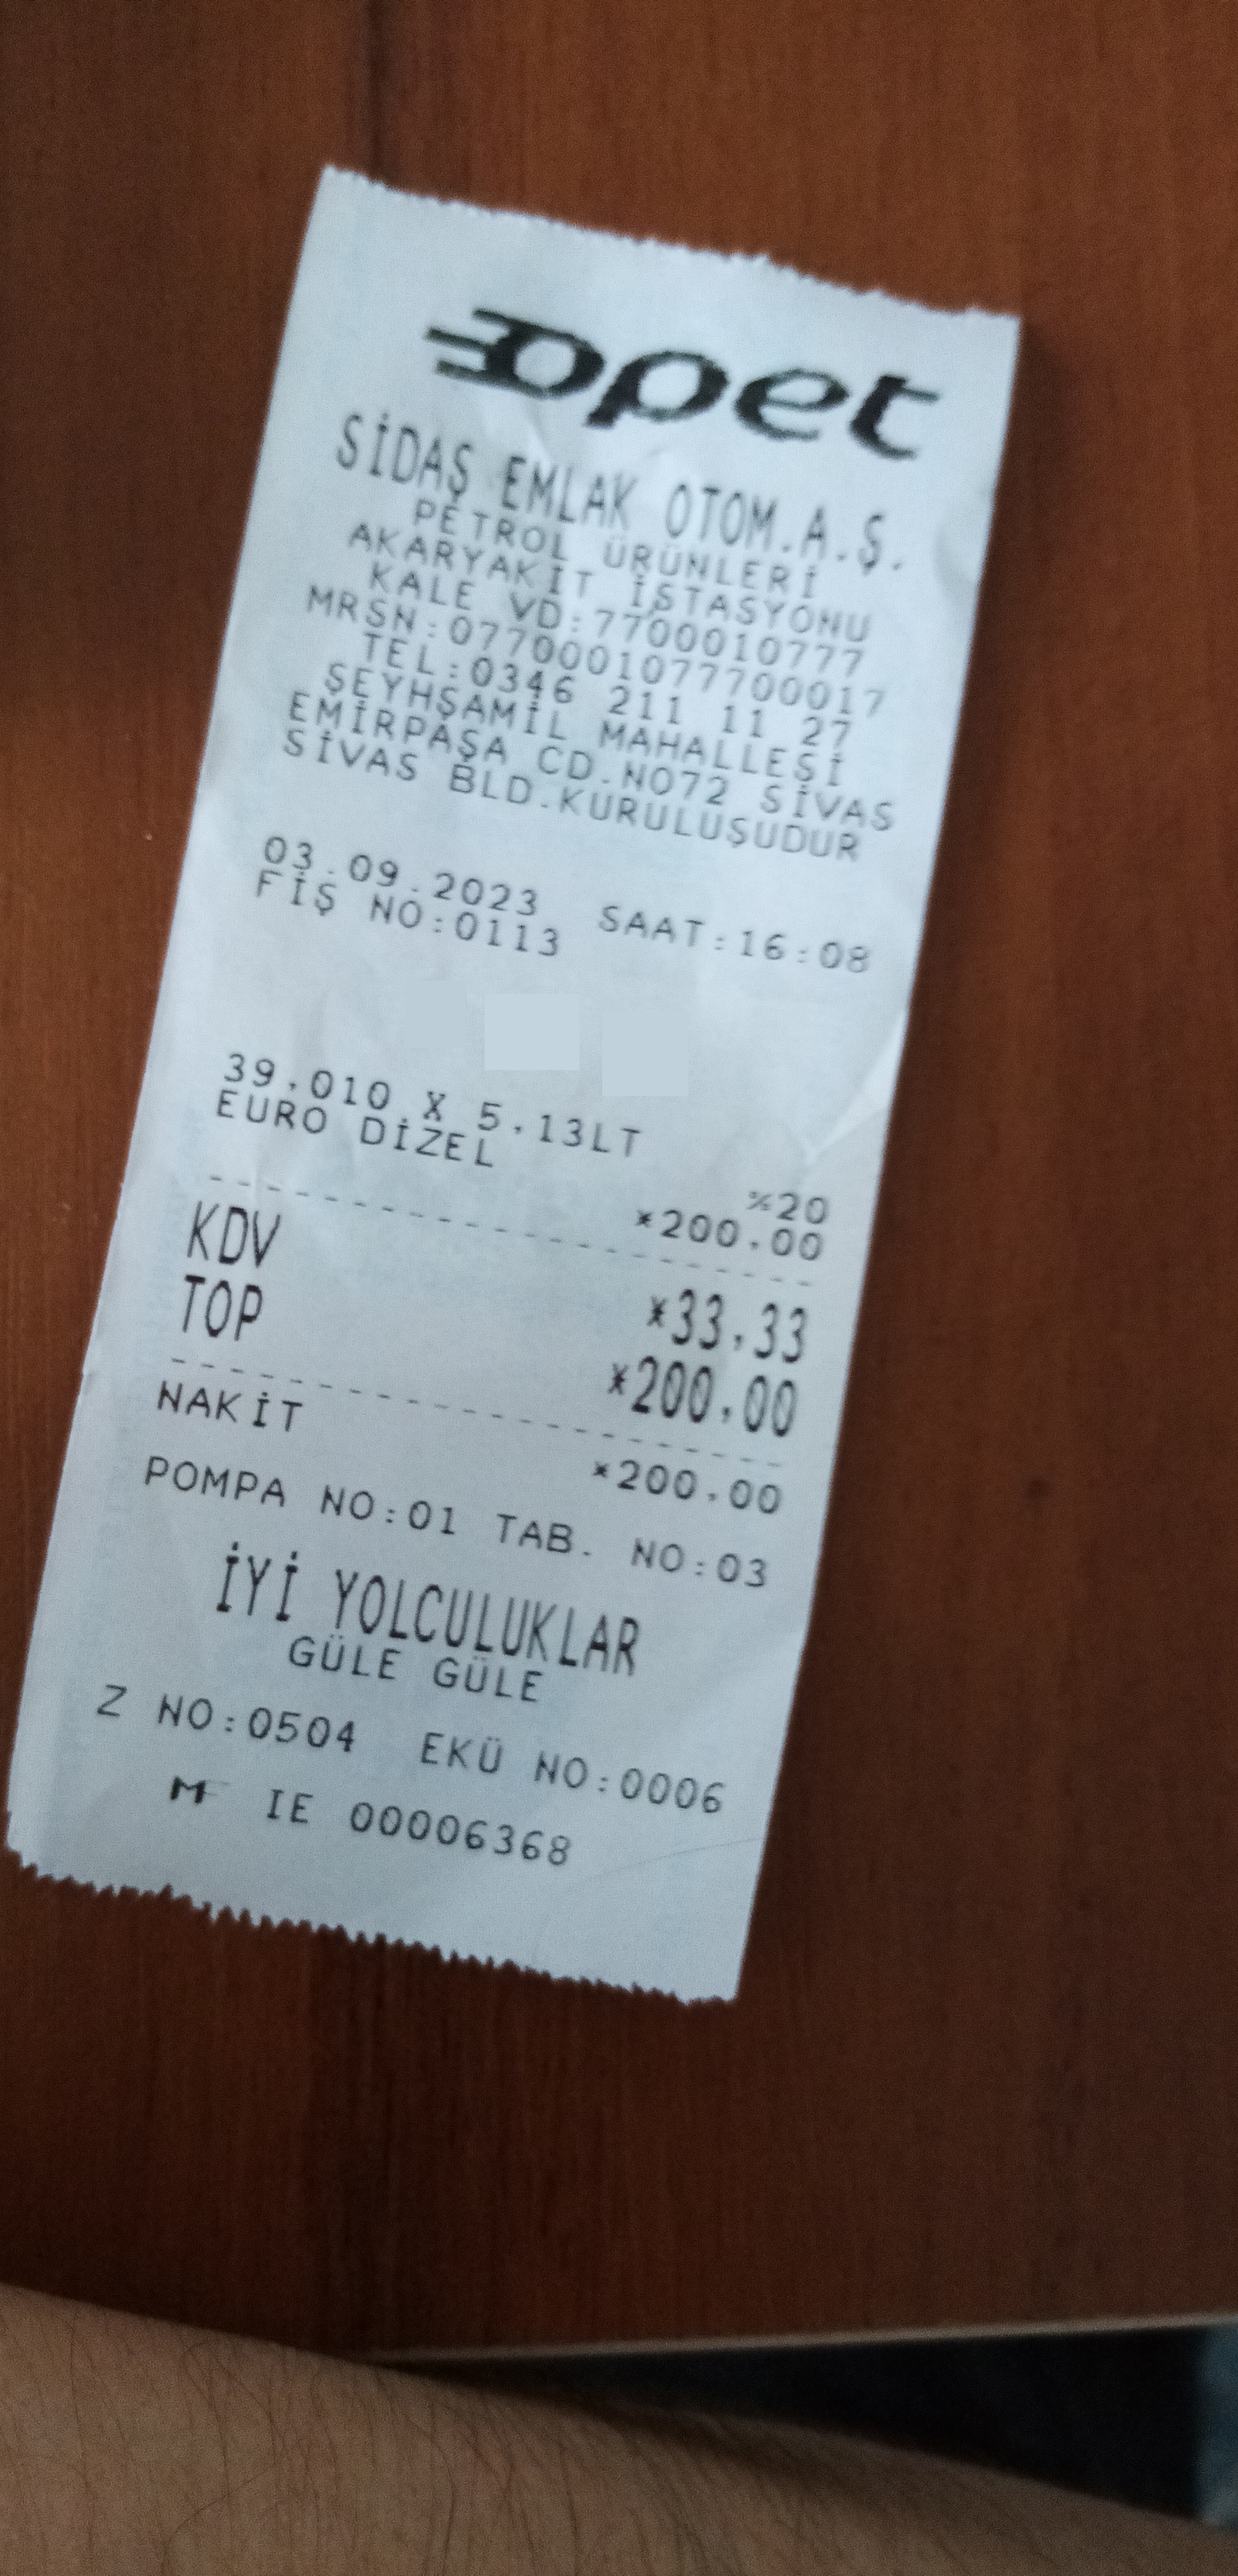 opet
SİDAŞ EMLAK OTOM.A.Ş.
PETROL ÜRÜNLERİ
AKARYAKIT İSTASYONU
KALE VD:7700010777
MRSN:0770001077700017
TEL:0346 211 11 27
ŞEYHŞAMİL MAHALLESİ
EMİRPAŞA CD.NO72 SİVAS
SİVAS BLD.KURULUŞUDUR
03.09.2023 SAAT:16:08
FİŞ NO:0113
39,010 X 5,13LT
EURO DİZEL %20
*200,00
KDV *33,33
TOP *200,00
NAKİT *200,00
POMPA NO:01 TAB. NO:03
İYİ YOLCULUKLAR
GÜLE GÜLE
Z NO:0504 EKÜ NO:0006
MF IE 00006368